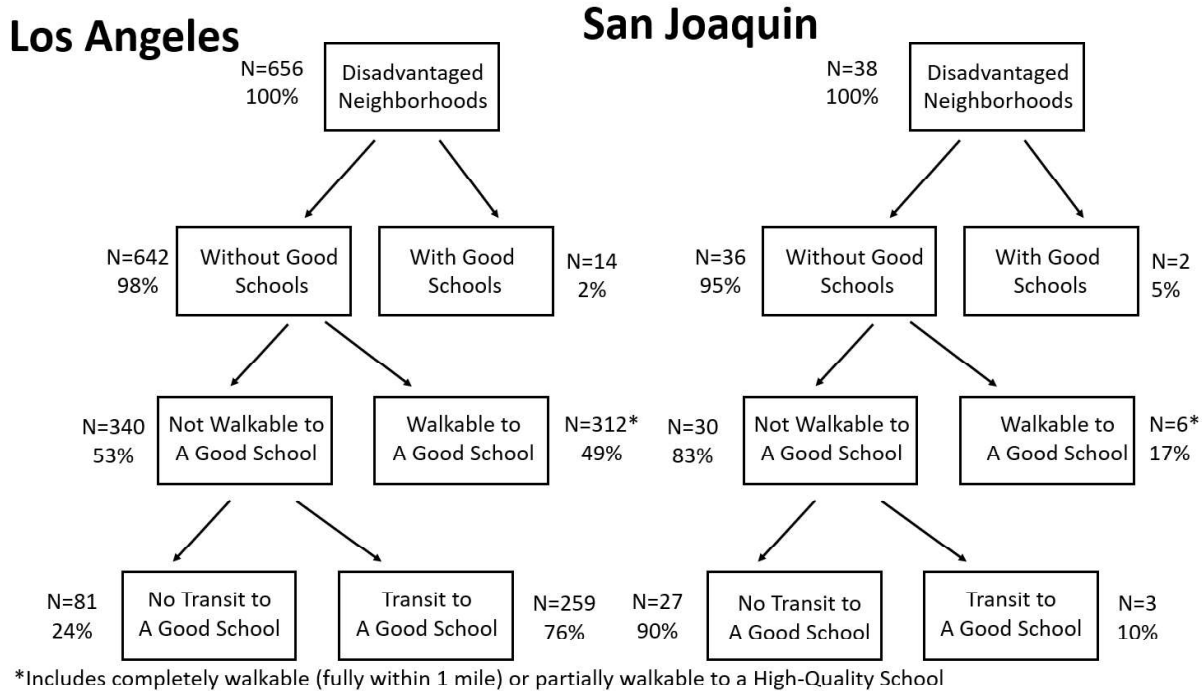 Los Angeles
N=656
100%
Disadvantaged
Neighborhoods
N=642
98%
Without Good
Schools
With Good
Schools
N=14
2%
N=340
53%
Not Walkable to
A Good School
Walkable to
A Good School
N=312*
49%
N=81
24%
No Transit to
A Good School
Transit to
A Good School
N=259
76%
San Joaquin
N=38
100%
Disadvantaged
Neighborhoods
N=36
95%
Without Good
Schools
With Good
Schools
N=2
5%
N=30
83%
Not Walkable to
A Good School
Walkable to
A Good School
N=6*
17%
N=27
90%
No Transit to
A Good School
Transit to
A Good School
N=3
10%
*Includes completely walkable (fully within 1 mile) or partially walkable to a High-Quality School